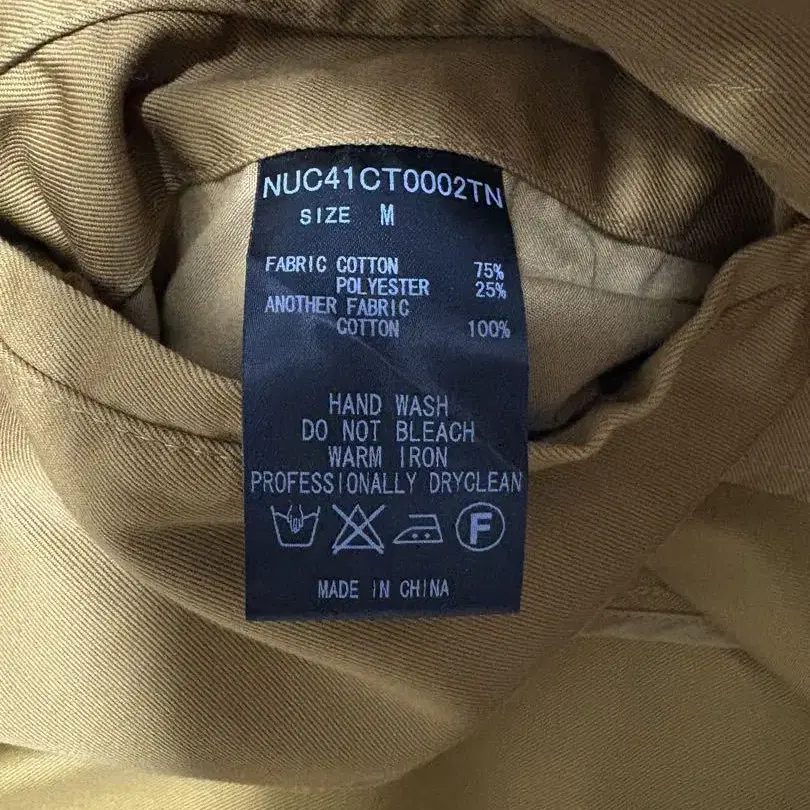 NUC41CT0002TN
SIZE M
FABRIC COTTON 75%
POLYESTER 25%
ANOTHER FABRIC
COTTON 100%
HAND WASH
DO NOT BLEACH
WARM IRON
PROFESSIONALLY DRYCLEAN
F
MADE IN CHINA